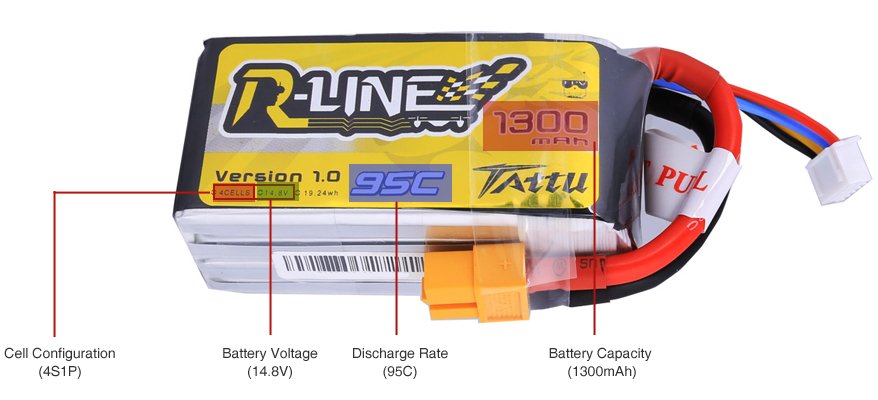 R-LINE
1300
mAh
Version 1.0
95C
TATTU
4CELLS 14.8V 19.24wh
PULL
Cell Configuration
(4S1P)
Battery Voltage
(14.8V)
Discharge Rate
(95C)
Battery Capacity
(1300mAh)